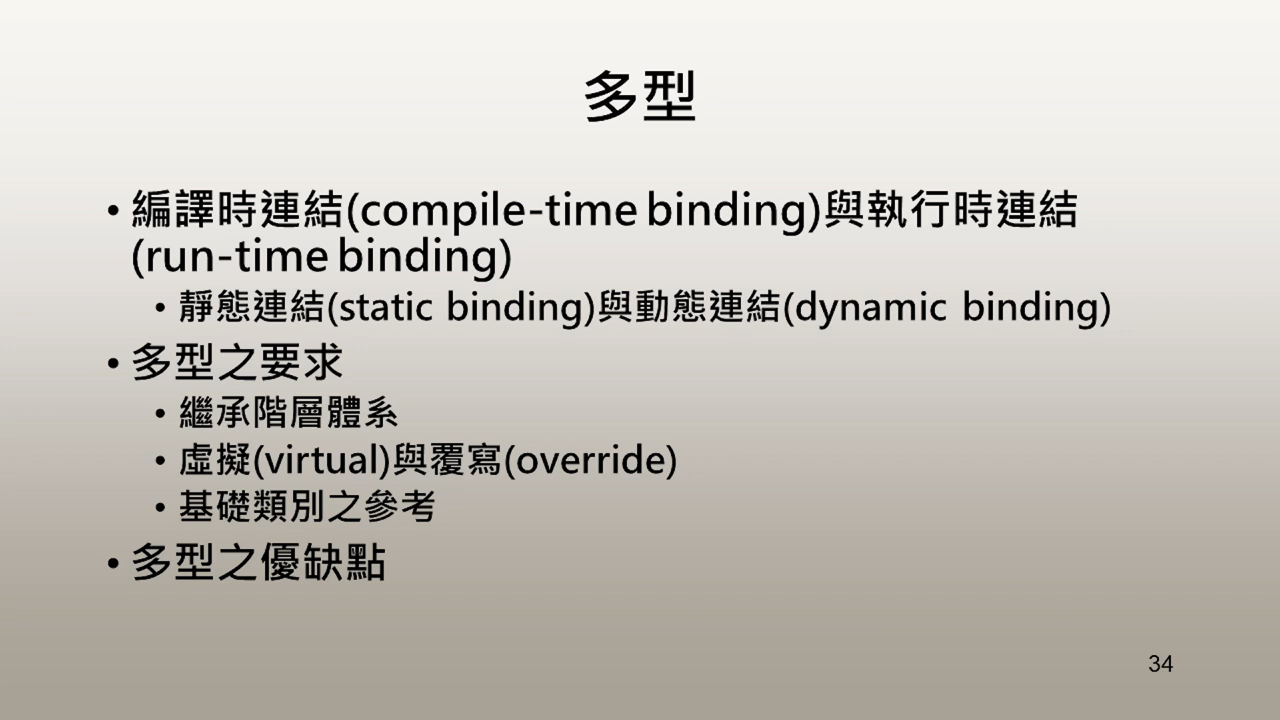 多型
• 編譯時連結(compile-time binding)與執行時連結
(run-time binding)
• 靜態連結(static binding)與動態連結(dynamic binding)
• 多型之要求
• 繼承階層體系
• 虛擬(virtual)與覆寫(override)
• 基礎類別之參考
• 多型之優缺點
34